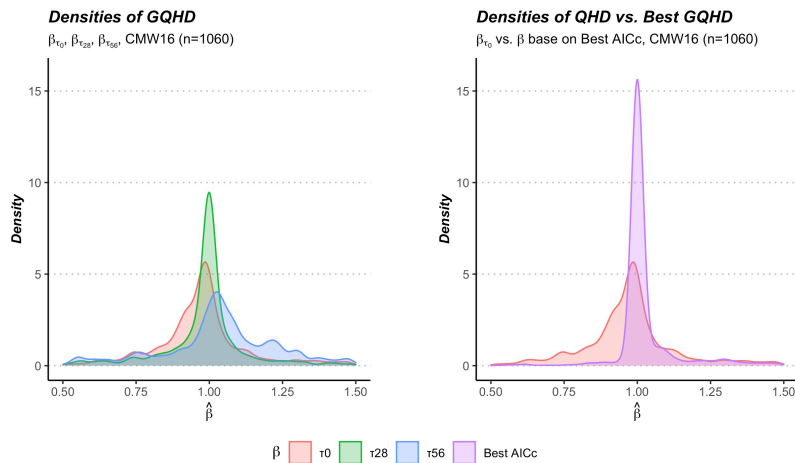 Densities of GQHD
βτ₀, βτ₂₈, βτ₅₆, CMW16 (n=1060)
15
10
5
0
Density
0.50 0.75 1.00 1.25 1.50
β̂
Densities of QHD vs. Best GQHD
βτ₀ vs. β base on Best AICc, CMW16 (n=1060)
15
10
5
0
Density
0.50 0.75 1.00 1.25 1.50
β̂
β τ0 τ28 τ56 Best AICc